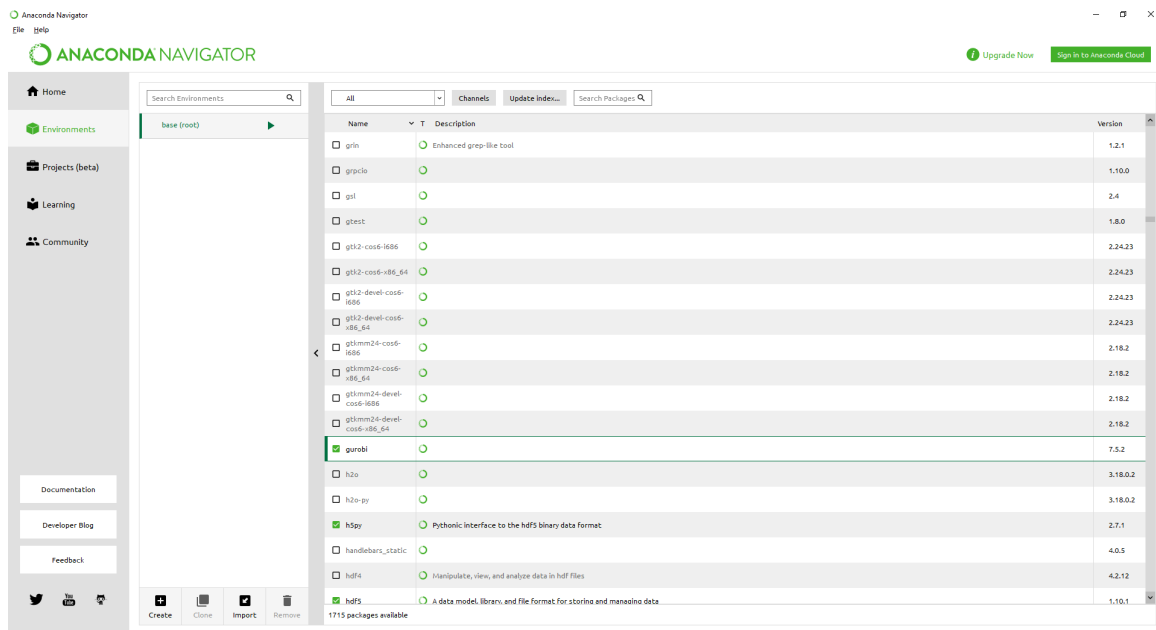 Anaconda Navigator
File Help
ANACONDA NAVIGATOR
Upgrade Now
Sign in to Anaconda Cloud
Home
Environments
Projects (beta)
Learning
Community
Documentation
Developer Blog
Feedback
You Tube
Search Environments
base (root)
Create Clone Import Remove
All Channels Update index... Search Packages
Name T Description Version
grin Enhanced grep-like tool 1.2.1
grpcio 1.10.0
gsl 2.4
gtest 1.8.0
gtk2-cos6-i686 2.24.23
gtk2-cos6-x86_64 2.24.23
gtk2-devel-cos6-
i686 2.24.23
gtk2-devel-cos6-
x86_64 2.24.23
gtkmm24-cos6-
i686 2.18.2
gtkmm24-cos6-
x86_64 2.18.2
gtkmm24-devel-
cos6-i686 2.18.2
gtkmm24-devel-
cos6-x86_64 2.18.2
gurobi 7.5.2
h2o 3.18.0.2
h2o-py 3.18.0.2
h5py Pythonic interface to the hdf5 binary data format 2.7.1
handlebars_static 4.0.5
hdf4 Manipulate, view, and analyze data in hdf files 4.2.12
hdf5 A data model, library, and file format for storing and managing data 1.10.1
1715 packages available